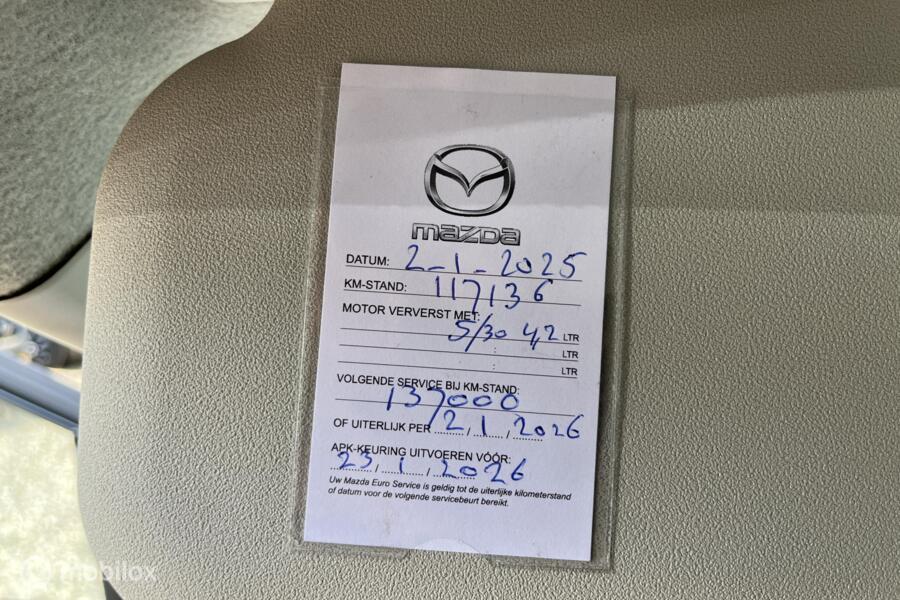 mazda
DATUM: 2-1-2025
KM-STAND: 117136
MOTOR VERVERST MET:
5/30 4,2 LTR
: LTR
: LTR
VOLGENDE SERVICE BIJ KM-STAND:
137000
OF UITERLIJK PER 2/1/2026
APK-KEURING UITVOEREN VÓÓR:
23/1/2026
Uw Mazda Euro Service is geldig tot de uiterlijke kilometerstand
of datum voor de volgende servicebeurt bereikt.
mobilox